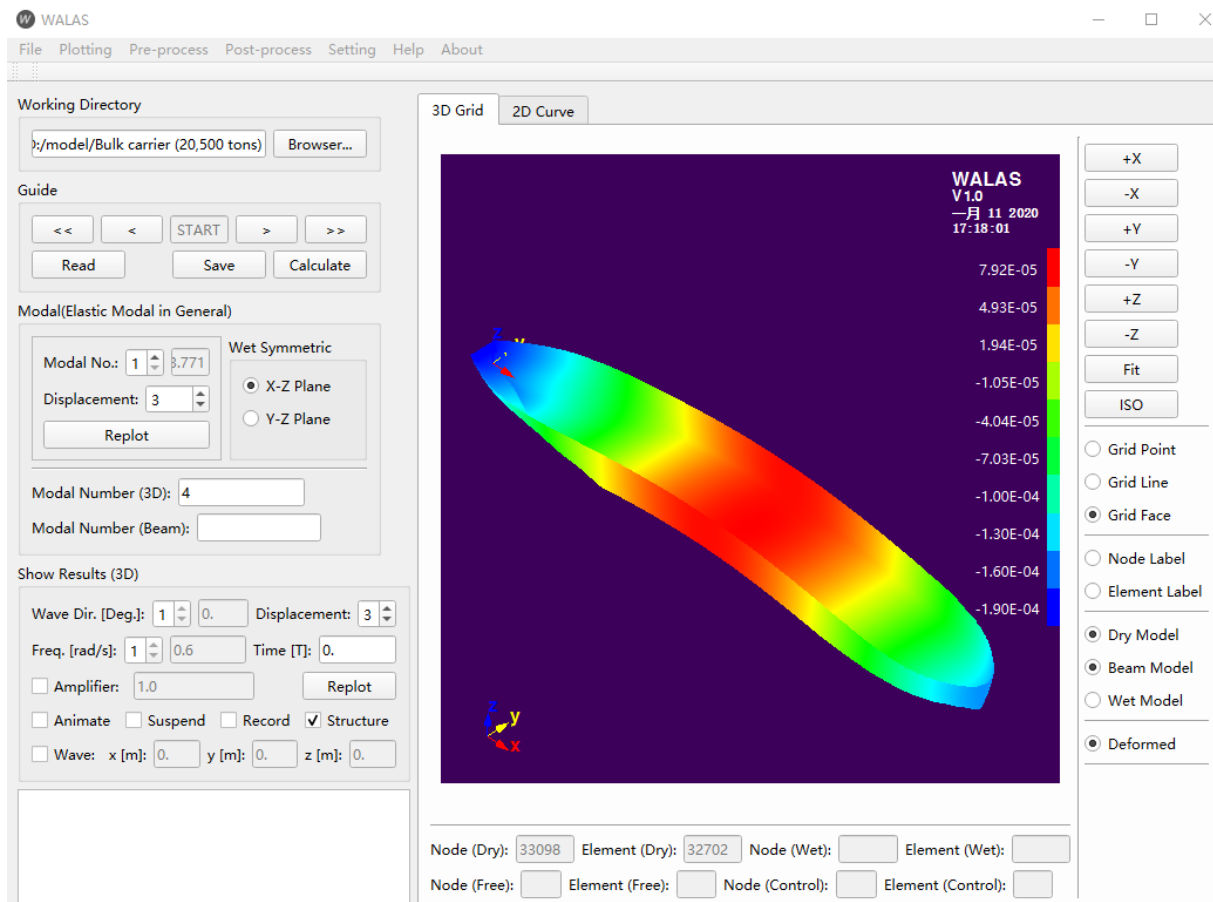 WALAS
File Plotting Pre-process Post-process Setting Help About
Working Directory
):/model/Bulk carrier (20,500 tons) Browser...
Guide
<< < START > >>
Read Save Calculate
Modal(Elastic Modal in General)
Modal No.: 1 3.771
Displacement: 3
Replot
Wet Symmetric
X-Z Plane
Y-Z Plane
Modal Number (3D): 4
Modal Number (Beam):
Show Results (3D)
Wave Dir. [Deg.]: 1 0. Displacement: 3
Freq. [rad/s]: 1 0.6 Time [T]: 0.
Amplifier: 1.0 Replot
Animate Suspend Record Structure
Wave: x [m]: 0. y [m]: 0. z [m]: 0.
3D Grid 2D Curve
WALAS
V1.0
一月 11 2020
17:18:01
7.92E-05
4.93E-05
1.94E-05
-1.05E-05
-4.04E-05
-7.03E-05
-1.00E-04
-1.30E-04
-1.60E-04
-1.90E-04
z
y
z
y
x
+X
-X
+Y
-Y
+Z
-Z
Fit
ISO
Grid Point
Grid Line
Grid Face
Node Label
Element Label
Dry Model
Beam Model
Wet Model
Deformed
Node (Dry): 33098 Element (Dry): 32702 Node (Wet): Element (Wet):
Node (Free): Element (Free): Node (Control): Element (Control):